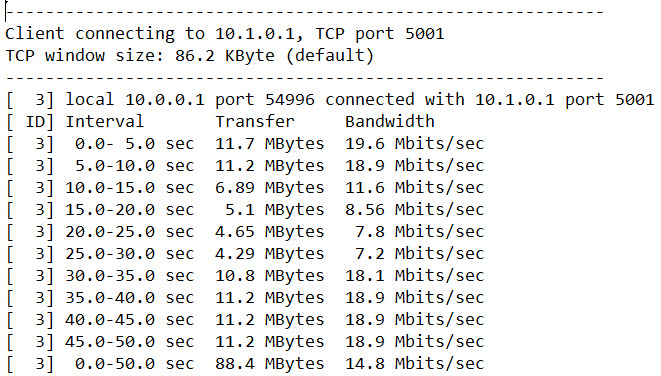 ------------------------------------------------------------
Client connecting to 10.1.0.1, TCP port 5001
TCP window size: 86.2 KByte (default)
------------------------------------------------------------
[  3] local 10.0.0.1 port 54996 connected with 10.1.0.1 port 5001
[ ID] Interval       Transfer     Bandwidth
[  3]  0.0- 5.0 sec  11.7 MBytes  19.6 Mbits/sec
[  3]  5.0-10.0 sec  11.2 MBytes  18.9 Mbits/sec
[  3] 10.0-15.0 sec  6.89 MBytes  11.6 Mbits/sec
[  3] 15.0-20.0 sec   5.1 MBytes  8.56 Mbits/sec
[  3] 20.0-25.0 sec  4.65 MBytes   7.8 Mbits/sec
[  3] 25.0-30.0 sec  4.29 MBytes   7.2 Mbits/sec
[  3] 30.0-35.0 sec  10.8 MBytes  18.1 Mbits/sec
[  3] 35.0-40.0 sec  11.2 MBytes  18.9 Mbits/sec
[  3] 40.0-45.0 sec  11.2 MBytes  18.9 Mbits/sec
[  3] 45.0-50.0 sec  11.2 MBytes  18.9 Mbits/sec
[  3]  0.0-50.0 sec  88.4 MBytes  14.8 Mbits/sec